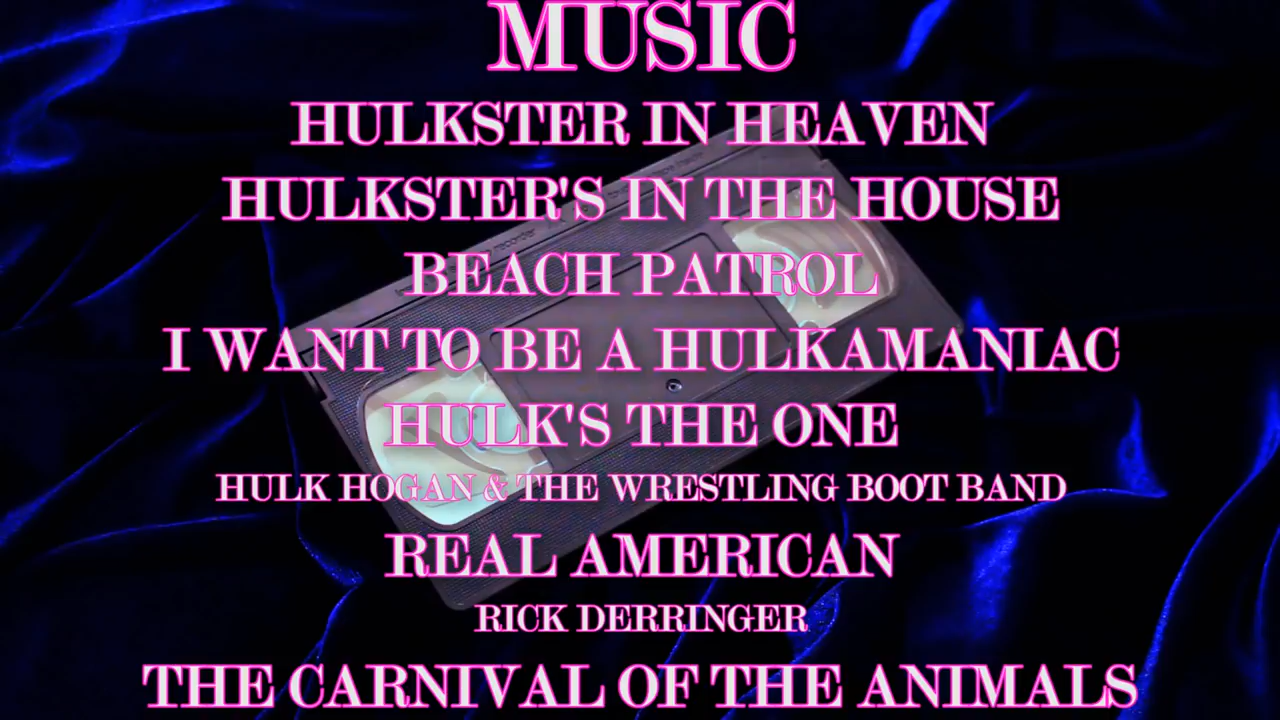 MUSIC
HULKSTER IN HEAVEN
HULKSTER'S IN THE HOUSE
BEACH PATROL
I WANT TO BE A HULKAMANIAC
HULK'S THE ONE
HULK HOGAN & THE WRESTLING BOOT BAND
REAL AMERICAN
RICK DERRINGER
THE CARNIVAL OF THE ANIMALS